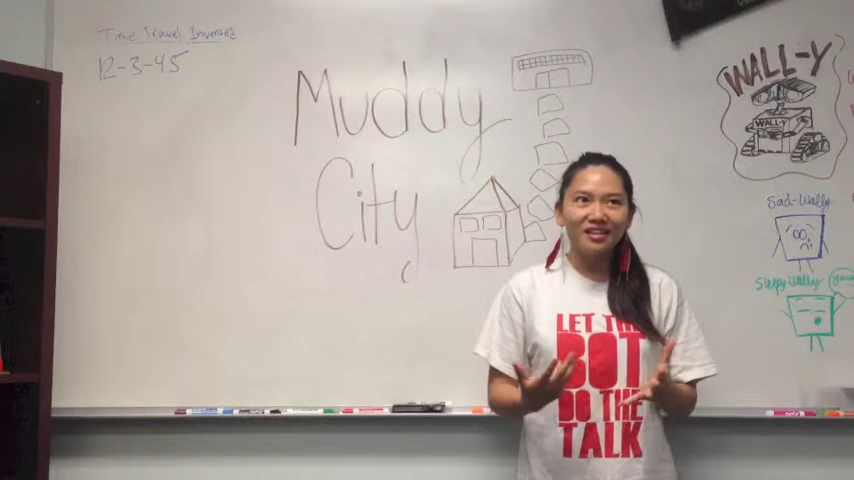 Time Travel Invented
12-3-45
Muddy
City
WALL-Y
WALL-Y
Sad-Wally
Sleepy-Wally
LET THE
BOT
DO THE
TALK